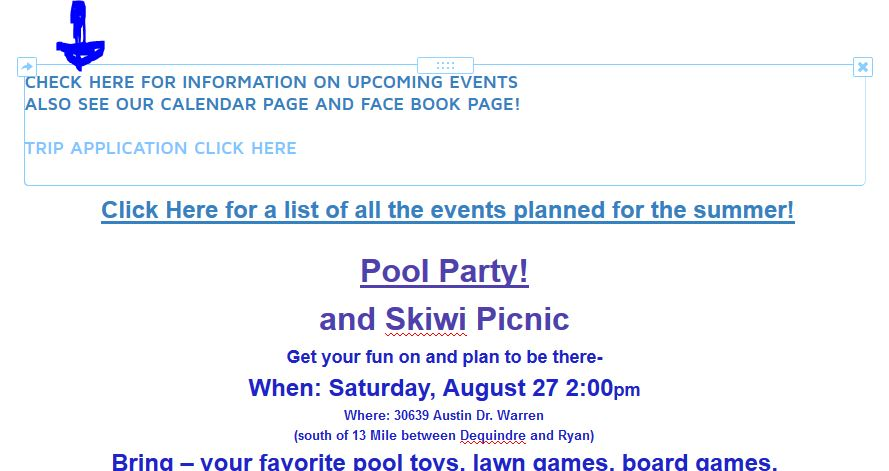 CHECK HERE FOR INFORMATION ON UPCOMING EVENTS
ALSO SEE OUR CALENDAR PAGE AND FACE BOOK PAGE!
TRIP APPLICATION CLICK HERE
Click Here for a list of all the events planned for the summer!
Pool Party!
and Skiwi Picnic
Get your fun on and plan to be there-
When: Saturday, August 27 2:00pm
Where: 30639 Austin Dr. Warren
(south of 13 Mile between Dequindre and Ryan)
Bring – your favorite pool toys, lawn games, board games,